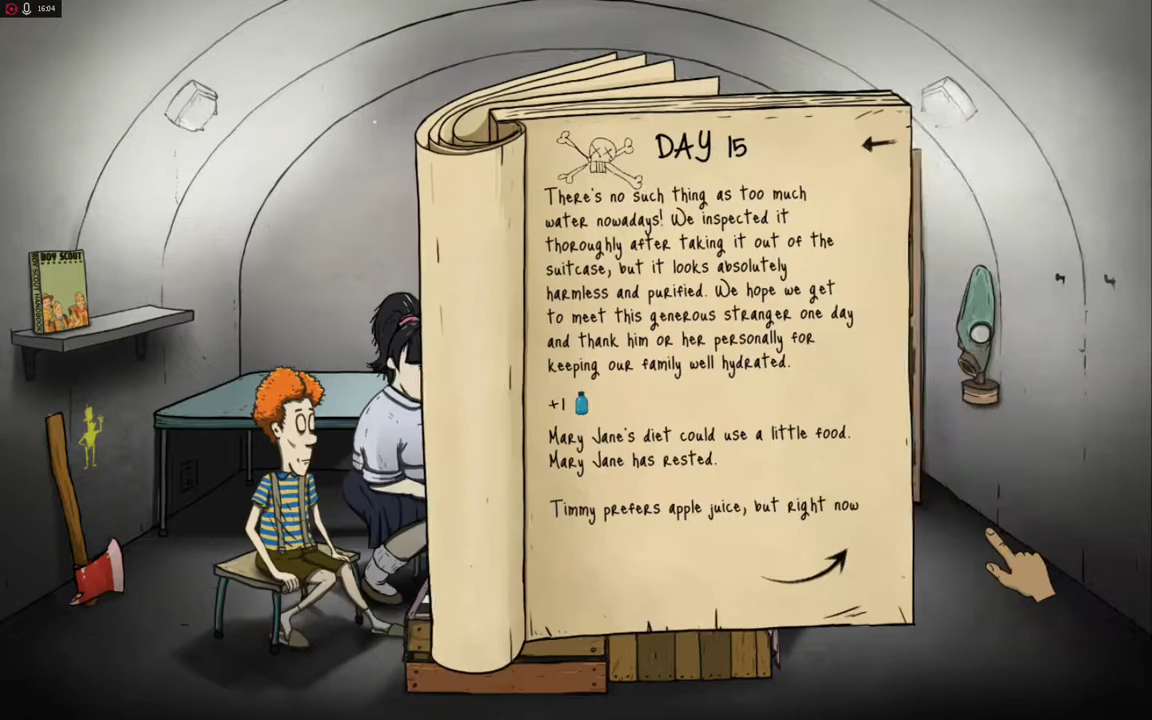 16:04
DAY 15
There's no such thing as too much
water nowadays! We inspected it
thoroughly after taking it out of the
suitcase, but it looks absolutely
harmless and purified. We hope we get
to meet this generous stranger one day
and thank him or her personally for
keeping our family well hydrated.
+1
Mary Jane's diet could use a little food.
Mary Jane has rested.
Timmy prefers apple juice, but right now
BOY SCOUT
BOY SCOUT HANDBOOK